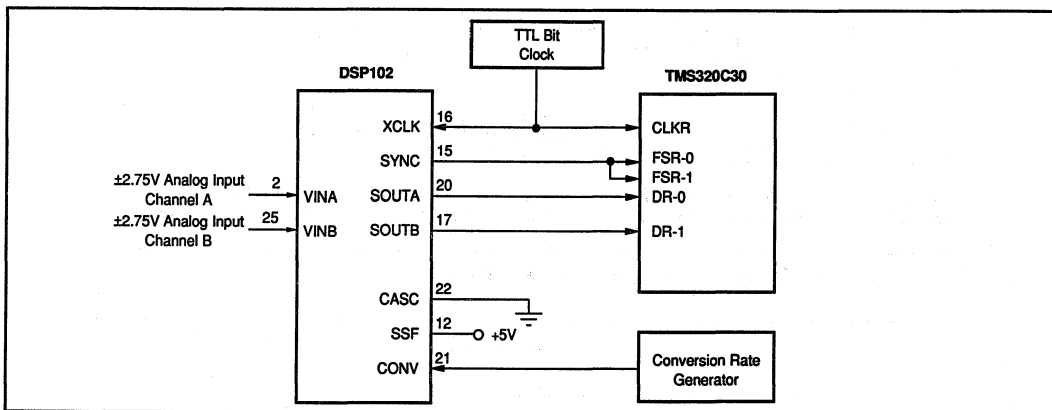 TTL Bit
Clock
DSP102
TMS320C30
XCLK
16
CLKR
SYNC
15
FSR-0
FSR-1
±2.75V Analog Input
Channel A
2
VINA
SOUTA
20
DR-0
±2.75V Analog Input
Channel B
25
VINB
SOUTB
17
DR-1
CASC
22
SSF
12
+5V
CONV
21
Conversion Rate
Generator